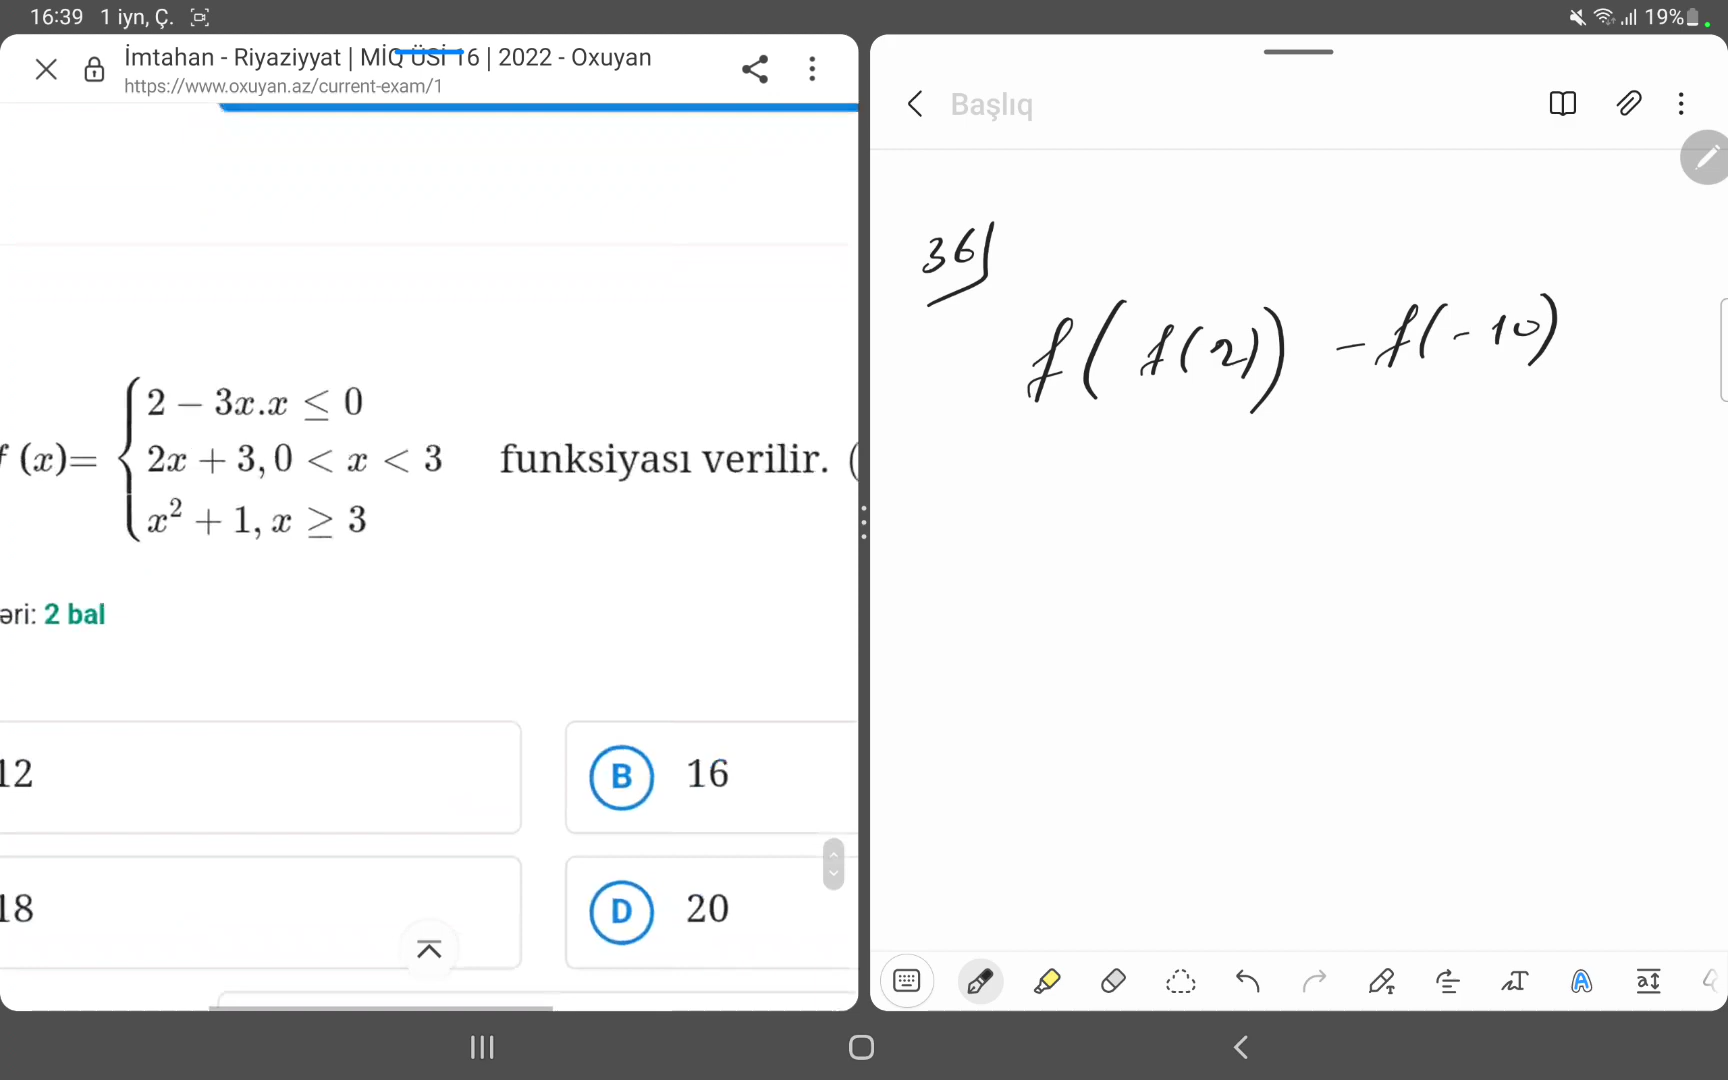 16:39 1 iyn, Ç. 19%
İmtahan - Riyaziyyat | MİQ ÜSİ 16 | 2022 - Oxuyan
https://www.oxuyan.az/current-exam/1
Başlıq
36)
f(f(2)) - f(-10)
2 − 3x.x ≤ 0
f (x)= { 2x + 3, 0 < x < 3 funksiyası verilir. (
x² + 1, x ≥ 3
əri: 2 bal
12
B 16
18
D 20